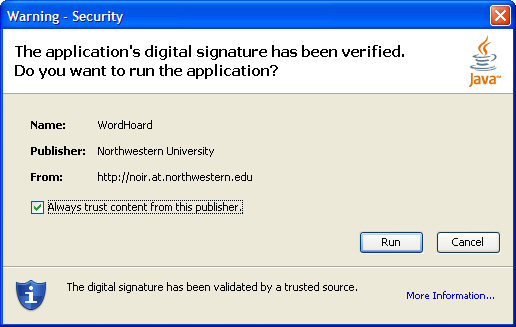 Warning - Security
The application's digital signature has been verified.
Do you want to run the application?
Java™
Name: WordHoard
Publisher: Northwestern University
From: http://noir.at.northwestern.edu
Always trust content from this publisher.
Run Cancel
The digital signature has been validated by a trusted source.
More Information...